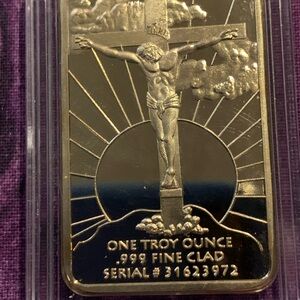 ONE TROY OUNCE
.999 FINE CLAD
SERIAL # 31623972